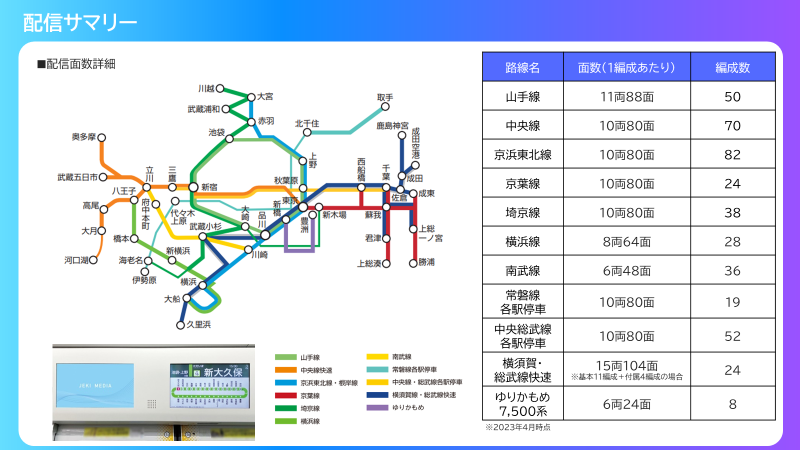 配信サマリー
■配信面数詳細
川越
大宮
武蔵浦和
赤羽
池袋
北千住
取手
鹿島神宮
成田空港
奥多摩
武蔵五日市
立川
三鷹
新宿
上野
秋葉原
西船橋
千葉
成田
佐倉
成東
八王子
高尾
府中本町
代々木上原
大崎
品川
新橋
東京
豊洲
新木場
蘇我
大月
橋本
武蔵小杉
君津
上総一ノ宮
河口湖
海老名
新横浜
川崎
伊勢原
横浜
上総湊
勝浦
大船
久里浜
JEKI MEDIA
新大久保
山手線
中央線快速
京浜東北線・根岸線
京葉線
埼京線
横浜線
南武線
常磐線各駅停車
中央・総武線各駅停車
横須賀線・総武線快速
ゆりかもめ
路線名 面数(1編成あたり) 編成数
山手線 11両88面 50
中央線 10両80面 70
京浜東北線 10両80面 82
京葉線 10両80面 24
埼京線 10両80面 38
横浜線 8両64面 28
南武線 6両48面 36
常磐線
各駅停車 10両80面 19
中央総武線
各駅停車 10両80面 52
横須賀・
総武線快速 15両104面 24
※基本11編成+付属4編成の場合
ゆりかもめ
7,500系 6両24面 8
※2023年4月時点